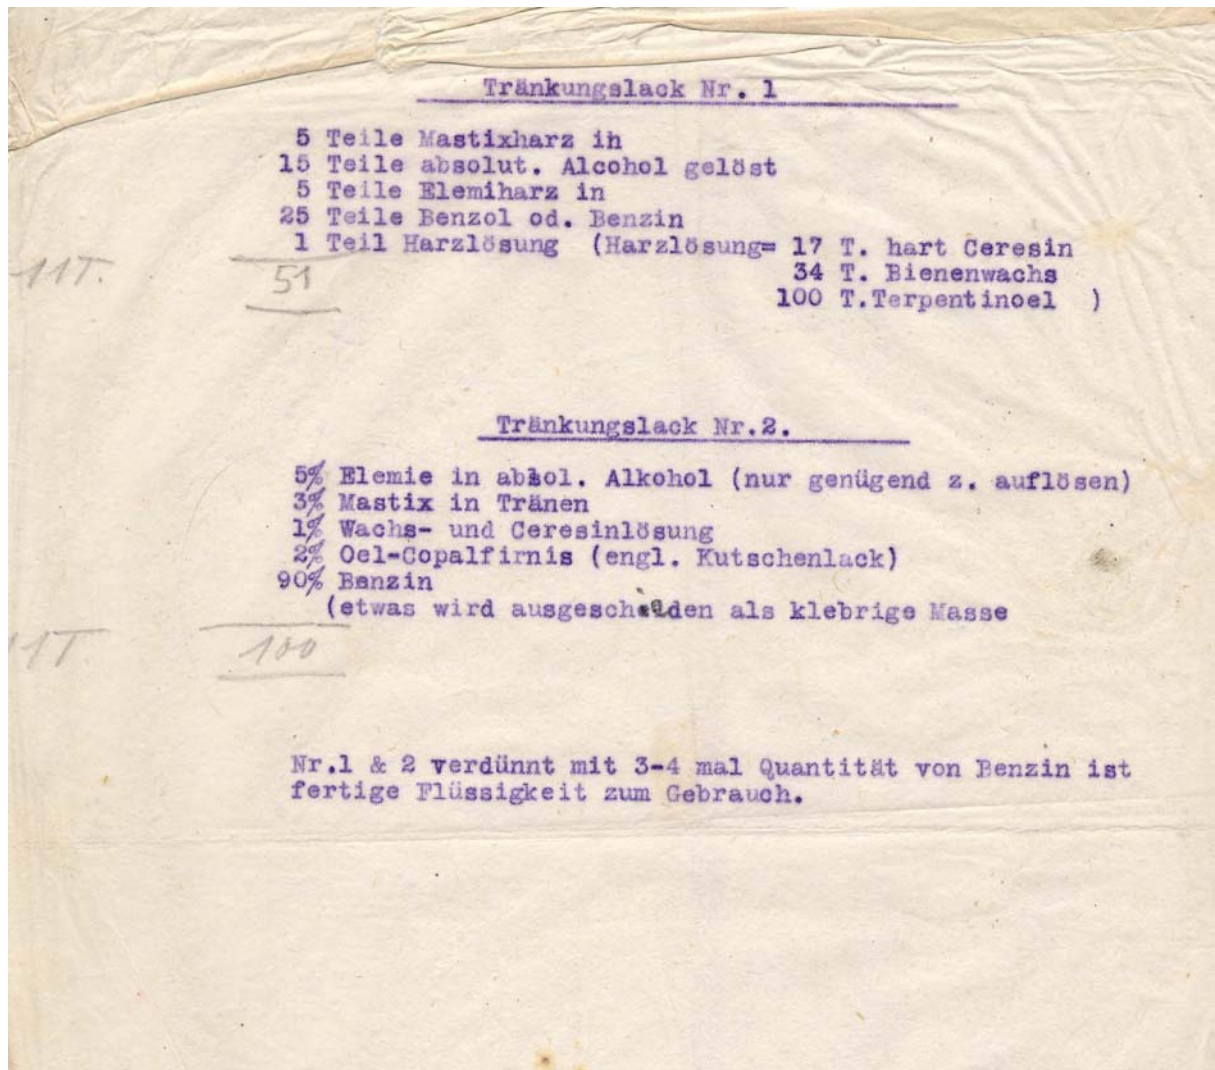 Tränkungslack Nr. 1
5 Teile Mastixharz in
15 Teile absolut. Alcohol gelöst
5 Teile Elemiharz in
25 Teile Benzol od. Benzin
1 Teil Harzlösung (Harzlösung= 17 T. hart Ceresin
11T. 51 34 T. Bienenwachs
100 T.Terpentinoel )
Tränkungslack Nr.2.
5% Elemie in absol. Alkohol (nur genügend z. auflösen)
3% Mastix in Tränen
1% Wachs- und Ceresinlösung
2% Oel-Copalfirnis (engl. Kutschenlack)
90% Benzin
(etwas wird ausgescheiden als klebrige Masse
11T. 100
Nr.1 & 2 verdünnt mit 3-4 mal Quantität von Benzin ist
fertige Flüssigkeit zum Gebrauch.